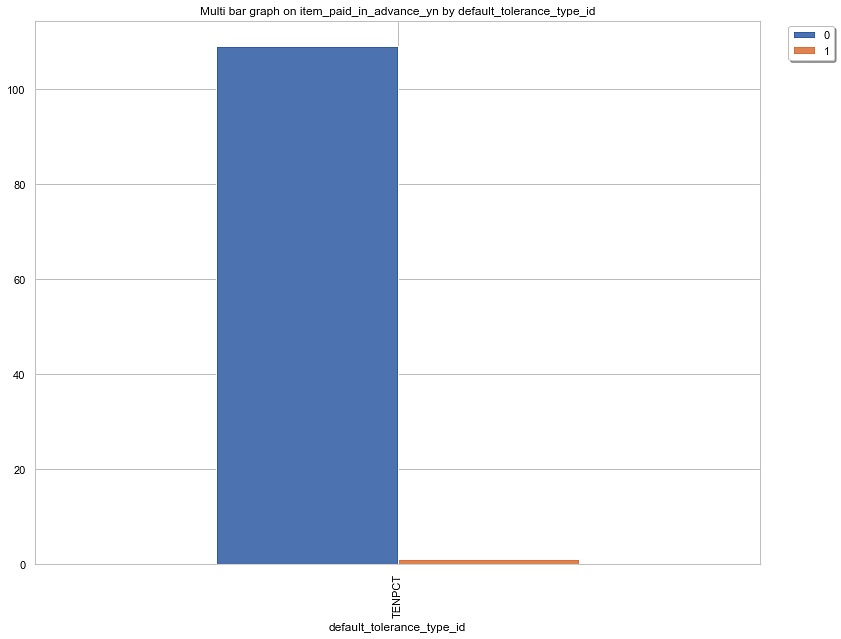 Multi bar graph on item_paid_in_advance_yn by default_tolerance_type_id
0
1
100
80
60
40
20
0
TENPCT
default_tolerance_type_id